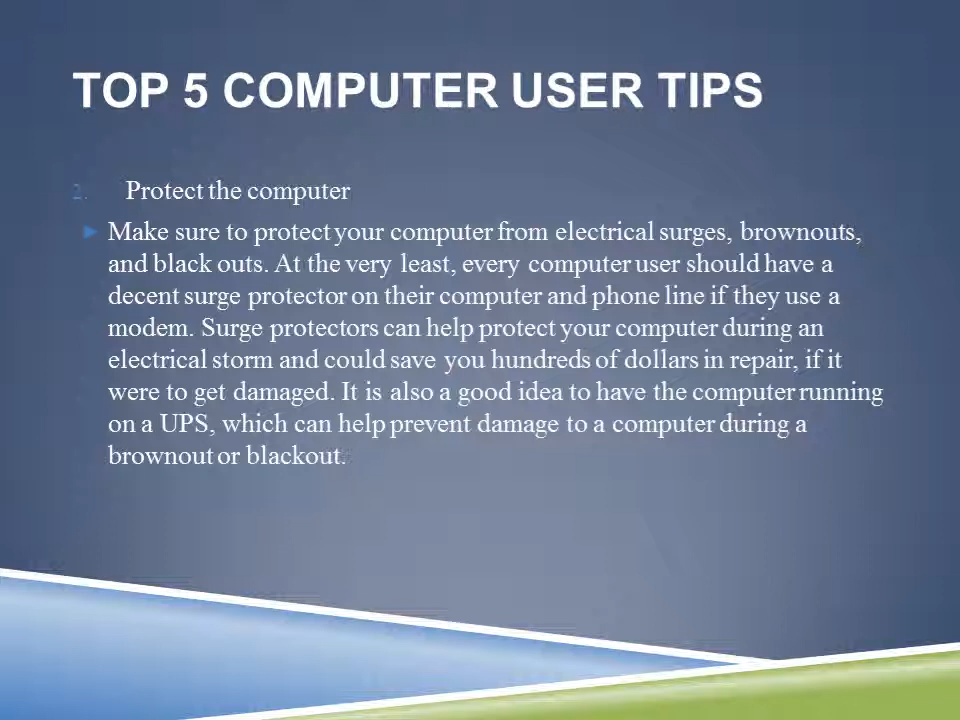 TOP 5 COMPUTER USER TIPS
2. Protect the computer
Make sure to protect your computer from electrical surges, brownouts,
and black outs. At the very least, every computer user should have a
decent surge protector on their computer and phone line if they use a
modem. Surge protectors can help protect your computer during an
electrical storm and could save you hundreds of dollars in repair, if it
were to get damaged. It is also a good idea to have the computer running
on a UPS, which can help prevent damage to a computer during a
brownout or blackout.